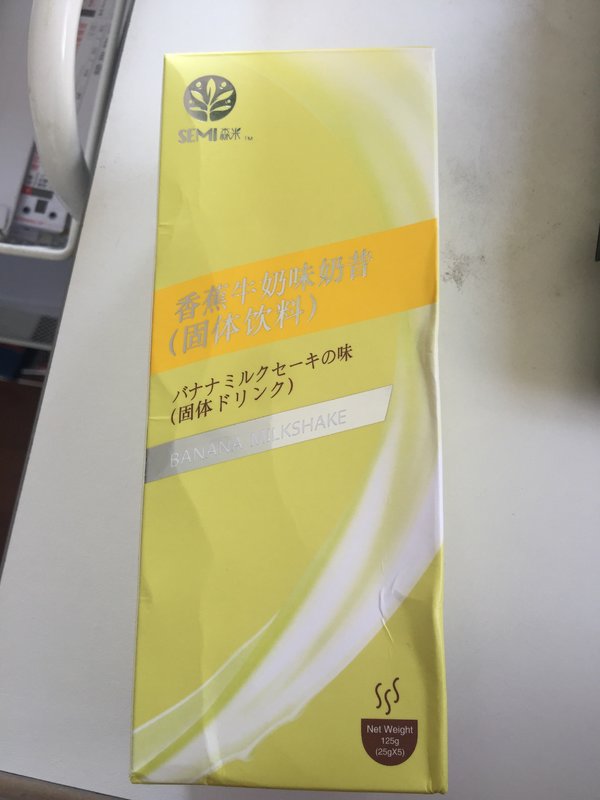 SEMI 森米 TM
香蕉牛奶味奶昔
(固体饮料)
バナナミルクセーキの味
(固体ドリンク)
BANANA MILKSHAKE
Net Weight
125g
(25gX5)